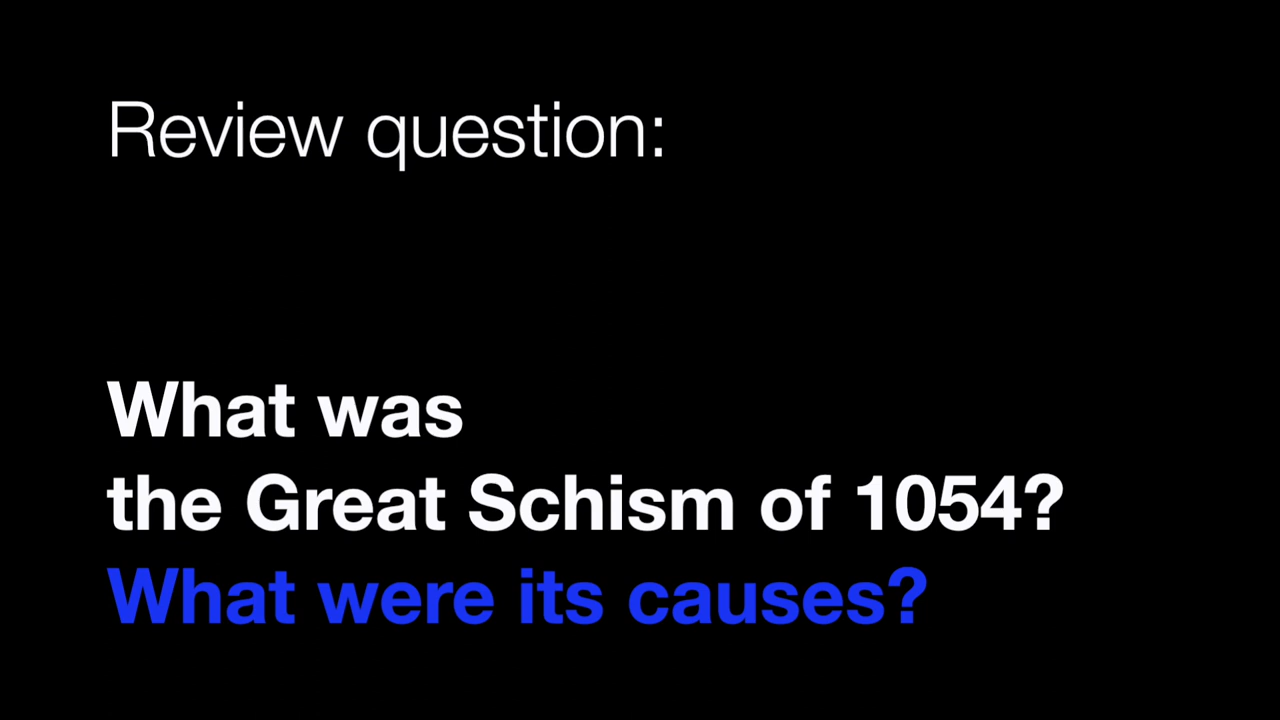 Review question:
What was
the Great Schism of 1054?
What were its causes?